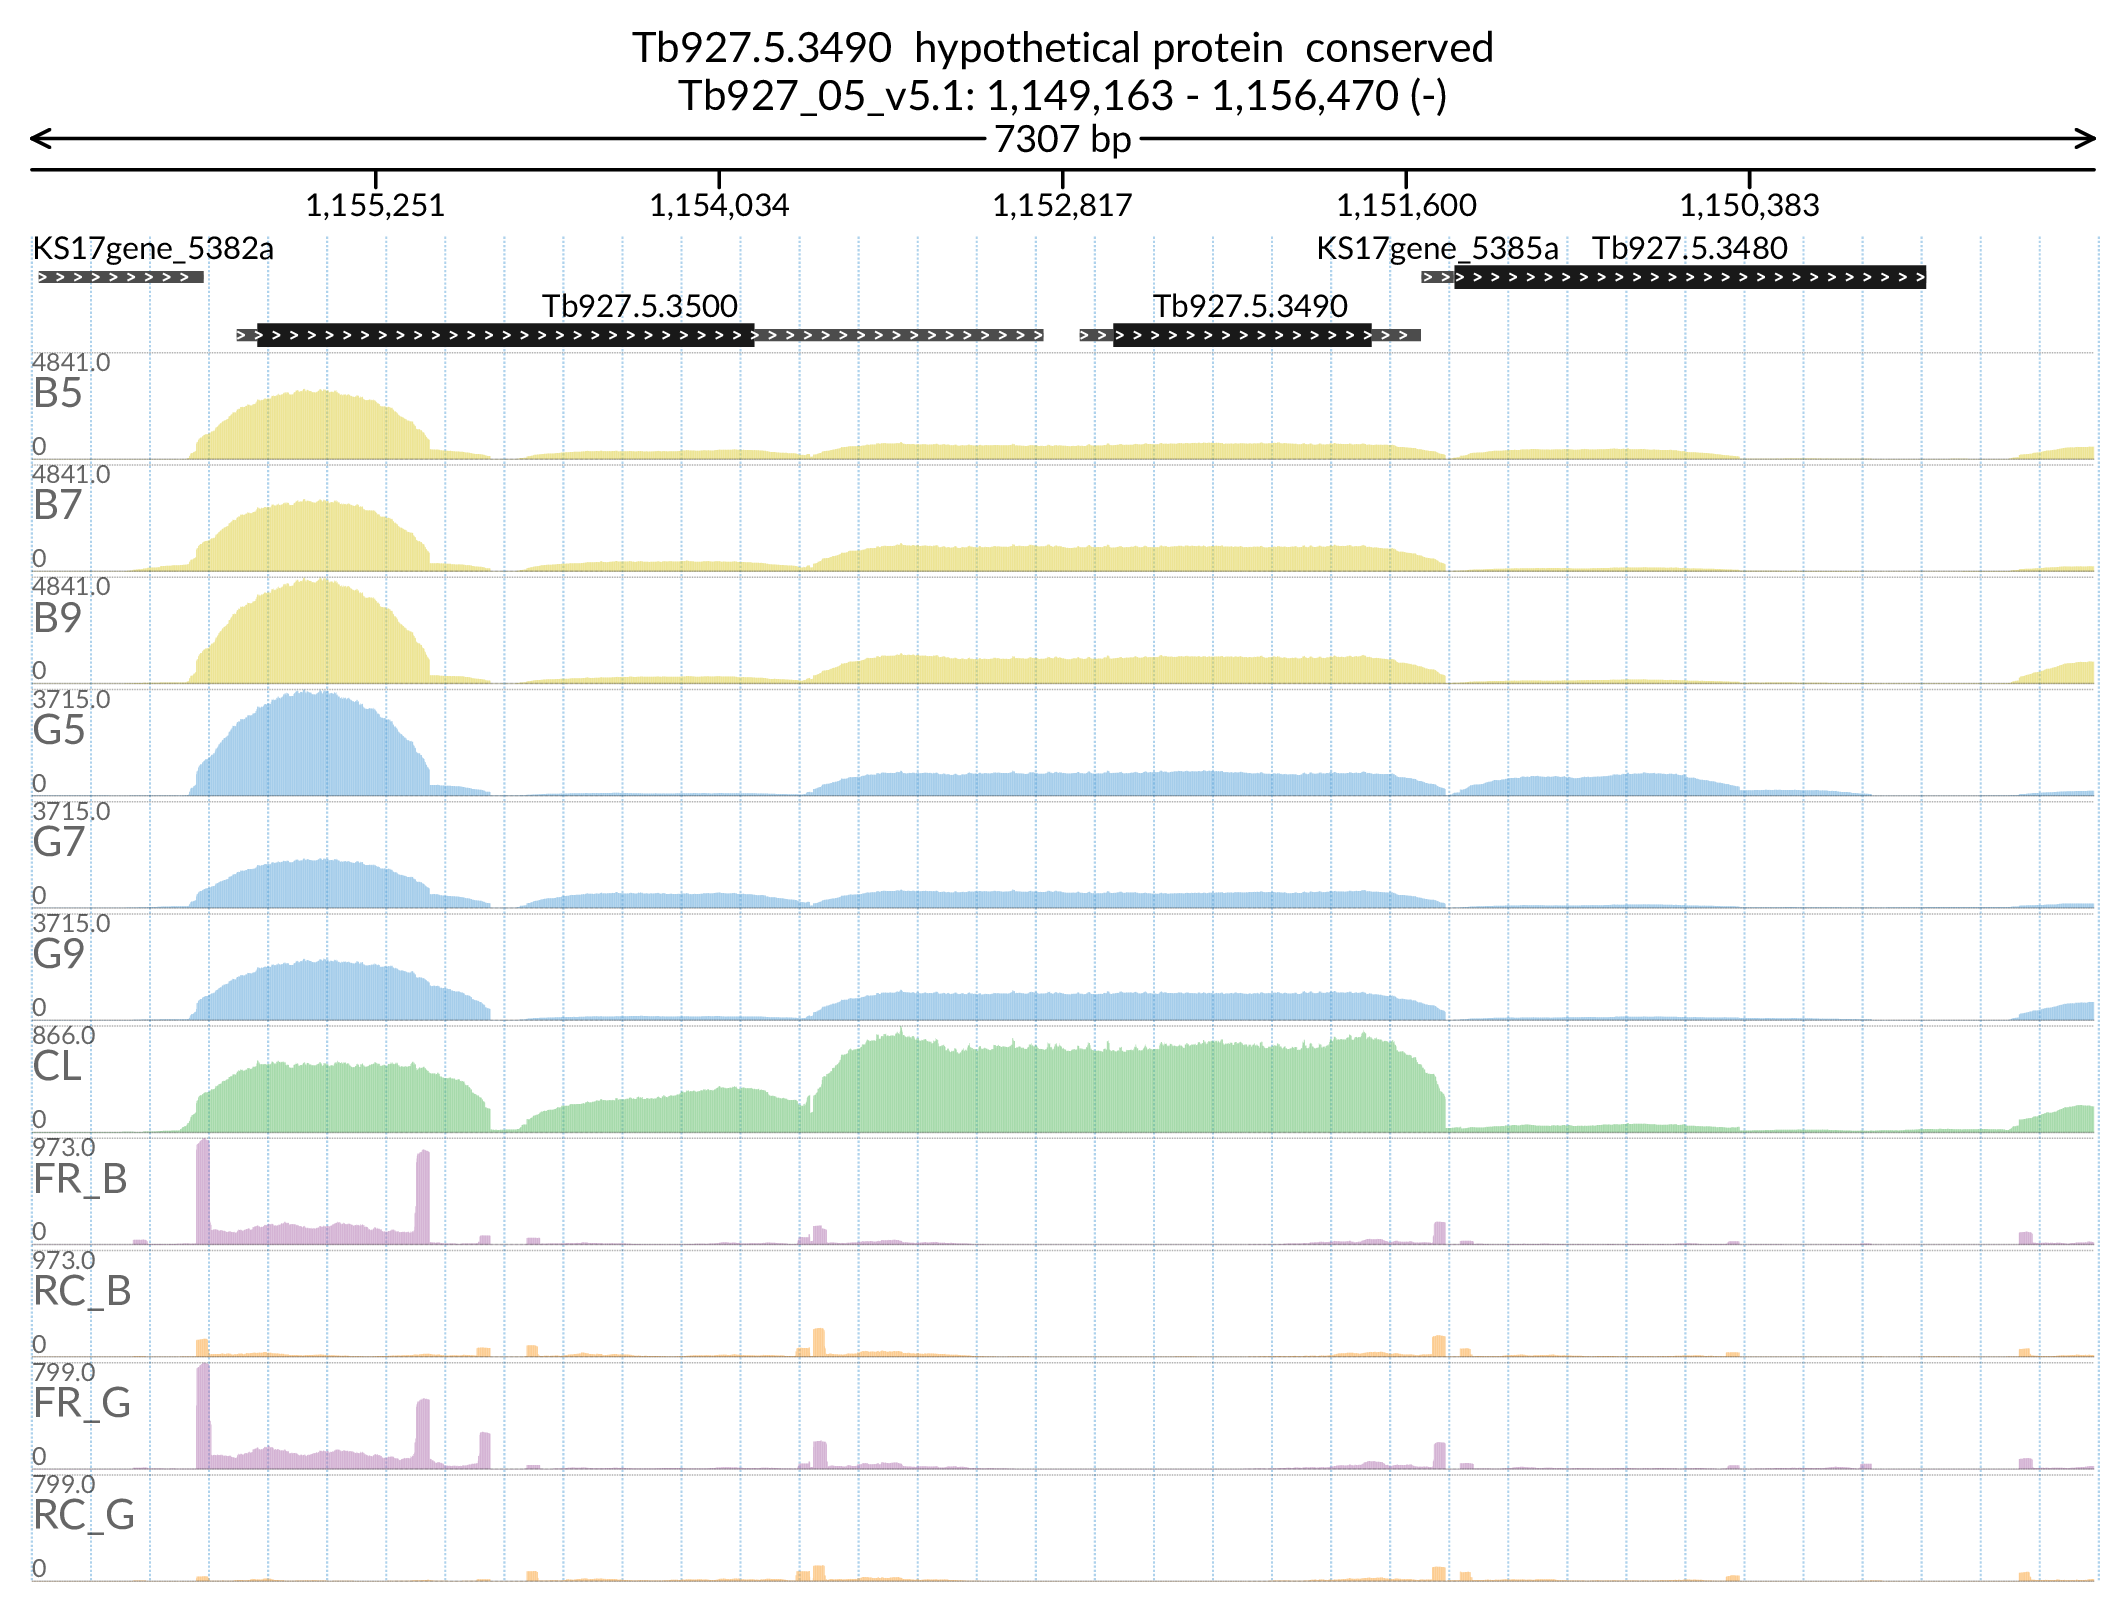 Tb927.5.3490  hypothetical protein  conserved
Tb927_05_v5.1: 1,149,163 - 1,156,470 (-)
7307 bp
1,155,251 1,154,034 1,152,817 1,151,600 1,150,383
KS17gene_5382a KS17gene_5385a Tb927.5.3480
Tb927.5.3500 Tb927.5.3490
4841.0
B5
0
4841.0
B7
0
4841.0
B9
0
3715.0
G5
0
3715.0
G7
0
3715.0
G9
0
866.0
CL
0
973.0
FR_B
0
973.0
RC_B
0
799.0
FR_G
0
799.0
RC_G
0